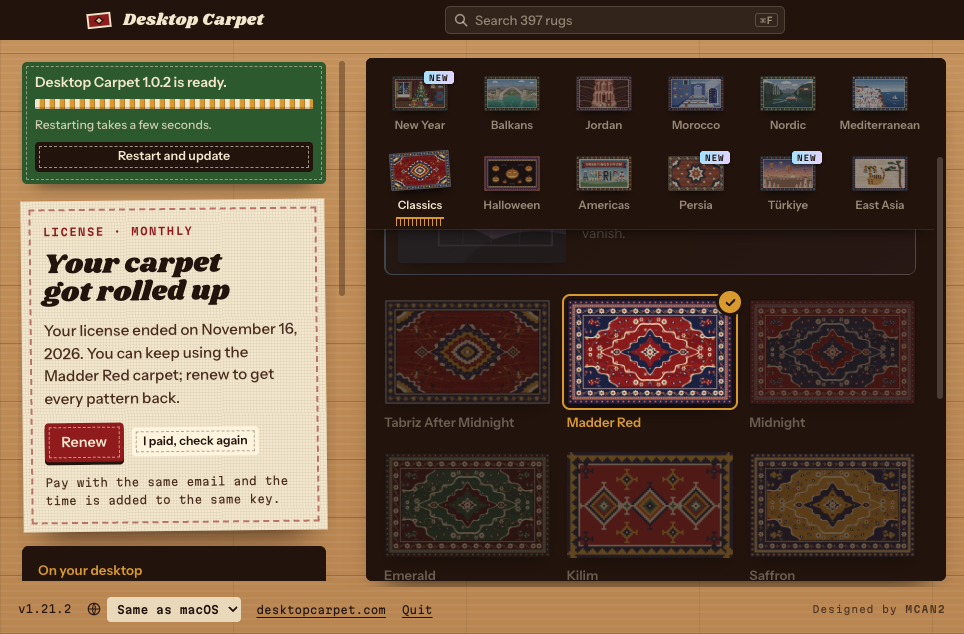 Desktop Carpet
Search 397 rugs
⌘F
Desktop Carpet 1.0.2 is ready.
Restarting takes a few seconds.
Restart and update
LICENSE · MONTHLY
Your carpet
got rolled up
Your license ended on November 16,
2026. You can keep using the
Madder Red carpet; renew to get
every pattern back.
Renew
I paid, check again
Pay with the same email and the
time is added to the same key.
On your desktop
NEW
New Year
Balkans
Jordan
Morocco
Nordic
Mediterranean
NEW
NEW
Classics
Halloween
Americas
Persia
Türkiye
East Asia
vanish.
Tabriz After Midnight
Madder Red
Midnight
Emerald
Kilim
Saffron
v1.21.2
Same as macOS
desktopcarpet.com
Quit
Designed by MCAN2